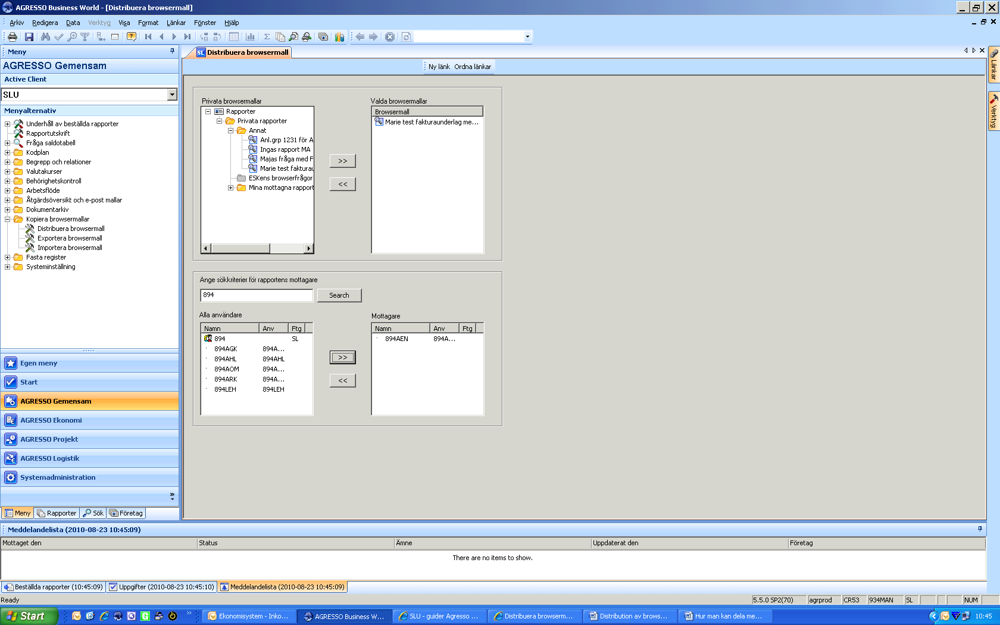 AGRESSO Business World - [Distribuera browsermall]
Arkiv Redigera Data Verktyg Visa Format Länkar Fönster Hjälp
Meny
AGRESSO Gemensam
Active Client
SLU
Menyalternativ
Underhåll av beställda rapporter
Rapportutskrift
Fråga saldotabell
Kodplan
Begrepp och relationer
Valutakurser
Behörighetskontroll
Arbetsflöde
Åtgärdsöversikt och e-post mallar
Dokumentarkiv
Kopiera browsermallar
Distribuera browsermall
Exportera browsermall
Importera browsermall
Fasta register
Systeminställning
Egen meny
Start
AGRESSO Gemensam
AGRESSO Ekonomi
AGRESSO Projekt
AGRESSO Logistik
Systemadministration
Meny Rapporter Sök Företag
SL Distribuera browsermall
Ny länk Ordna länkar
Privata browsermallar
Rapporter
Privata rapporter
Annat
Anl.grp 1231 för A
Ingas rapport MA
Majas fråga med F
Marie test fakturau
ESKens browserfrågor
Mina mottagna rapport
>>
<<
Valda browsermallar
Browsermall
Marie test fakturaunderlag me...
Ange sökkriterier för rapportens mottagare
894 Search
Alla användare
Namn Anv Ftg
894 SL
894AGK 894A...
894AHL 894AHL
894AOM 894A...
894ARK 894A...
894LEH 894LEH
>>
<<
Mottagare
Namn Anv Ftg
894AEN 894A...
Länkar
Verktyg
Meddelandelista (2010-08-23 10:45:09)
Mottaget den Status Ämne Uppdaterat den Företag
There are no items to show.
Beställda rapporter (10:45:09) Uppgifter (2010-08-23 10:45:10) Meddelandelista (2010-08-23 10:45:09)
Ready 5.5.0 SP2(70) agrprod CR53 934MAN SL NUM
Start Ekonomisystem - Inko... AGRESSO Business W... SLU - guider Agresso ... Distribuera browserm... Distribution av brows... Hur man kan dela me... 10:45